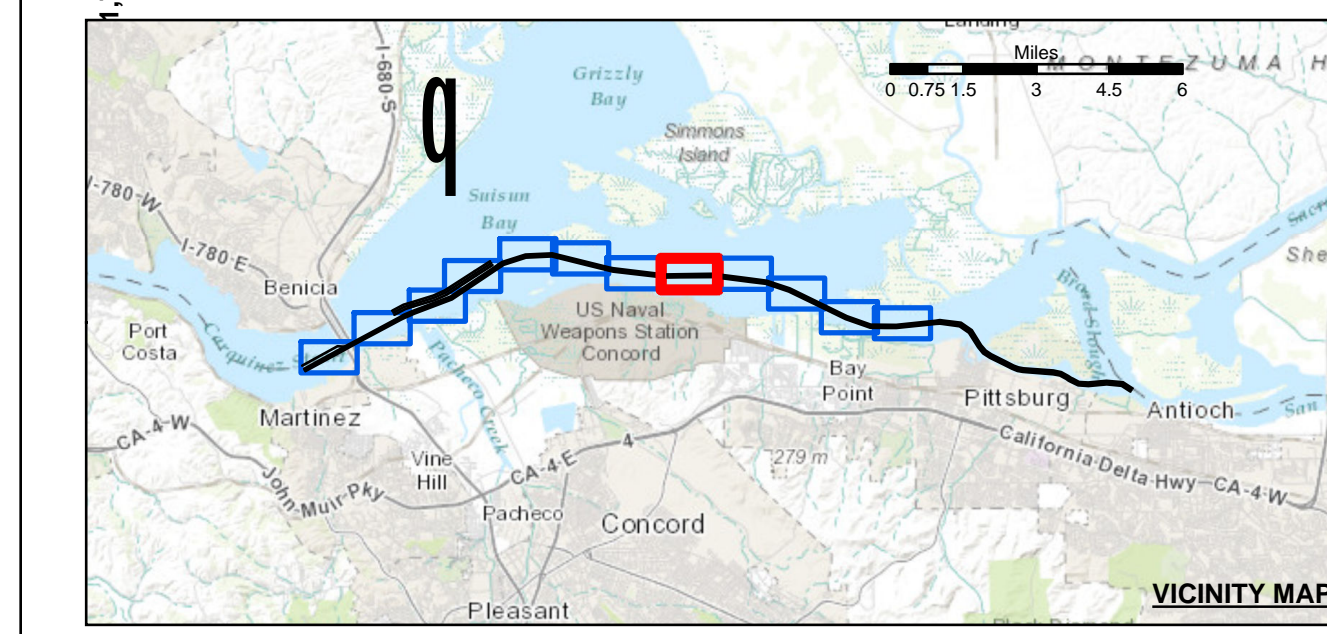 Landing
Miles
0 0.75 1.5 3 4.5 6
MONTEZUMA H
I-680-S
Grizzly
Bay
Simmons
Island
q
Suisun
Bay
I-780-W
I-780-E
Benicia
Port
Costa
Carquinez
US Naval
Weapons Station
Concord
Pacheco Creek
Broad Slough
She
Bay
Point
Pittsburg
Martinez
Antioch
San
CA-4-W
Vine
Hill
CA-4-E
4
279 m
California-Delta-Hwy
CA-4-W
John-Muir-Pky
Pacheco
Concord
VICINITY MAP
Pleasant